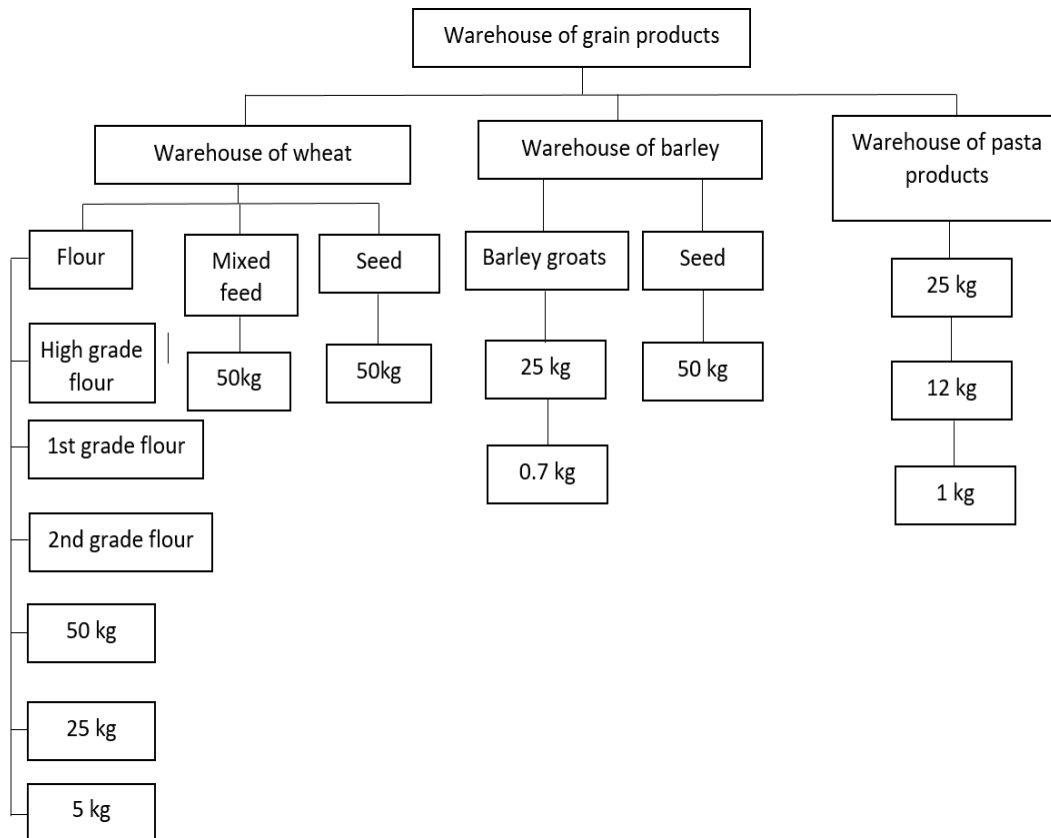 Warehouse of grain products
Warehouse of wheat
Warehouse of barley
Warehouse of pasta
products
Flour
Mixed
feed
Seed
Barley groats
Seed
25 kg
High grade
flour
50kg
50kg
25 kg
50 kg
12 kg
1st grade flour
0.7 kg
1 kg
2nd grade flour
50 kg
25 kg
5 kg